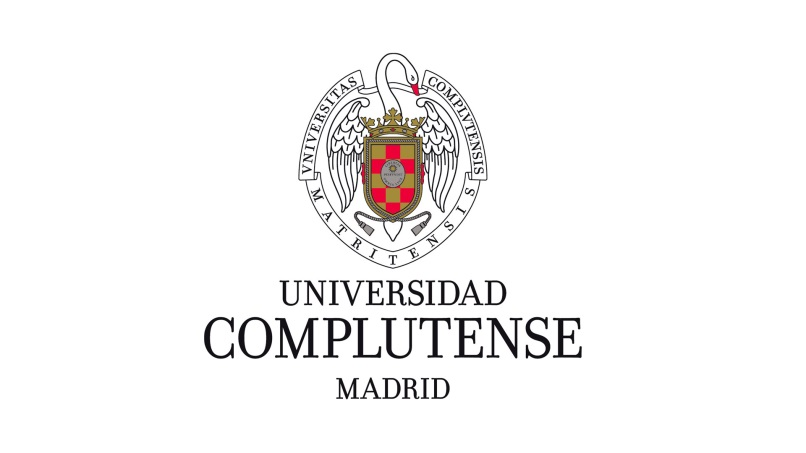 VNIVERSITAS
COMPLVTENSIS
MATRITENSIS
UNIVERSIDAD
COMPLUTENSE
MADRID